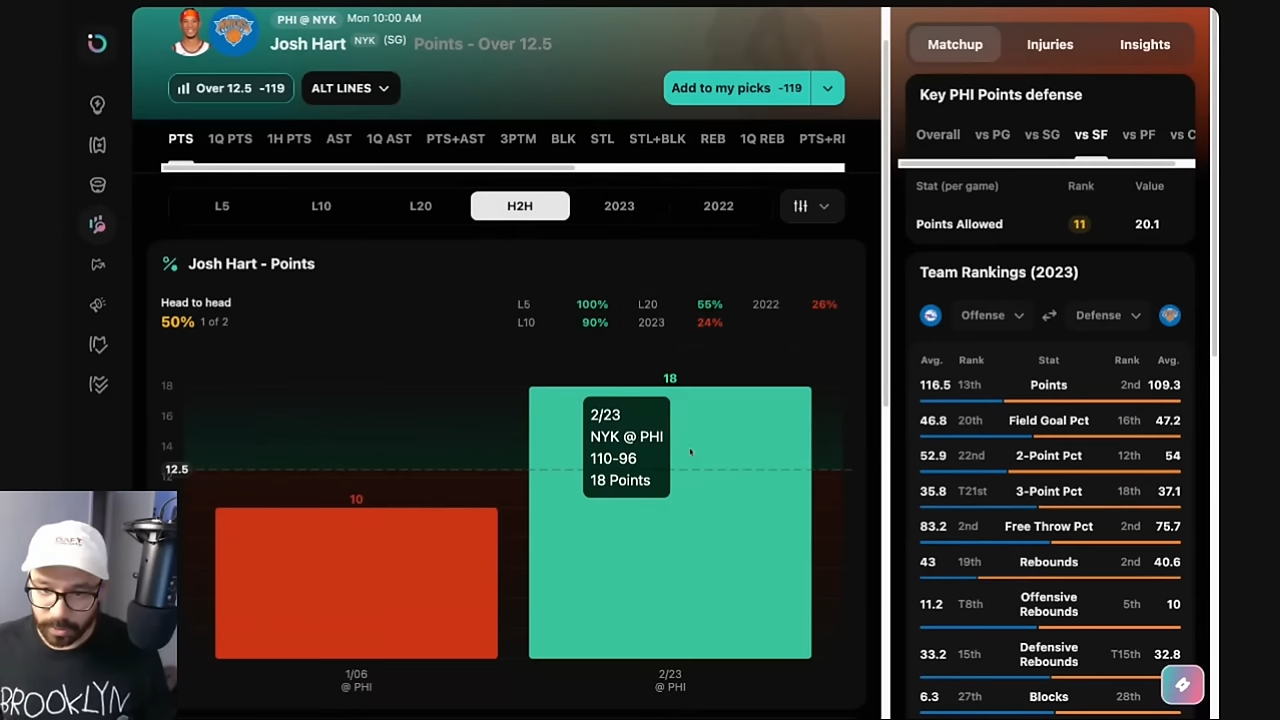 PHI @ NYK Mon 10:00 AM
Josh Hart NYK (SG) Points - Over 12.5
Over 12.5 -119 ALT LINES Add to my picks -119
PTS 1Q PTS 1H PTS AST 1Q AST PTS+AST 3PTM BLK STL STL+BLK REB 1Q REB PTS+RI
L5 L10 L20 H2H 2023 2022
Josh Hart - Points
Head to head
50% 1 of 2
L5 100% L20 55% 2022 26%
L10 90% 2023 24%
18
16
14
12.5
12
10
18
2/23
NYK @ PHI
110-96
18 Points
1/06
@ PHI
2/23
@ PHI
BROOKLYN
Matchup Injuries Insights
Key PHI Points defense
Overall vs PG vs SG vs SF vs PF vs C
Stat (per game) Rank Value
Points Allowed 11 20.1
Team Rankings (2023)
Offense Defense
Avg. Rank Stat Rank Avg.
116.5 13th Points 2nd 109.3
46.8 20th Field Goal Pct 16th 47.2
52.9 22nd 2-Point Pct 12th 54
35.8 T21st 3-Point Pct 18th 37.1
83.2 2nd Free Throw Pct 2nd 75.7
43 19th Rebounds 2nd 40.6
11.2 T8th Offensive Rebounds 5th 10
33.2 15th Defensive Rebounds T15th 32.8
6.3 27th Blocks 28th